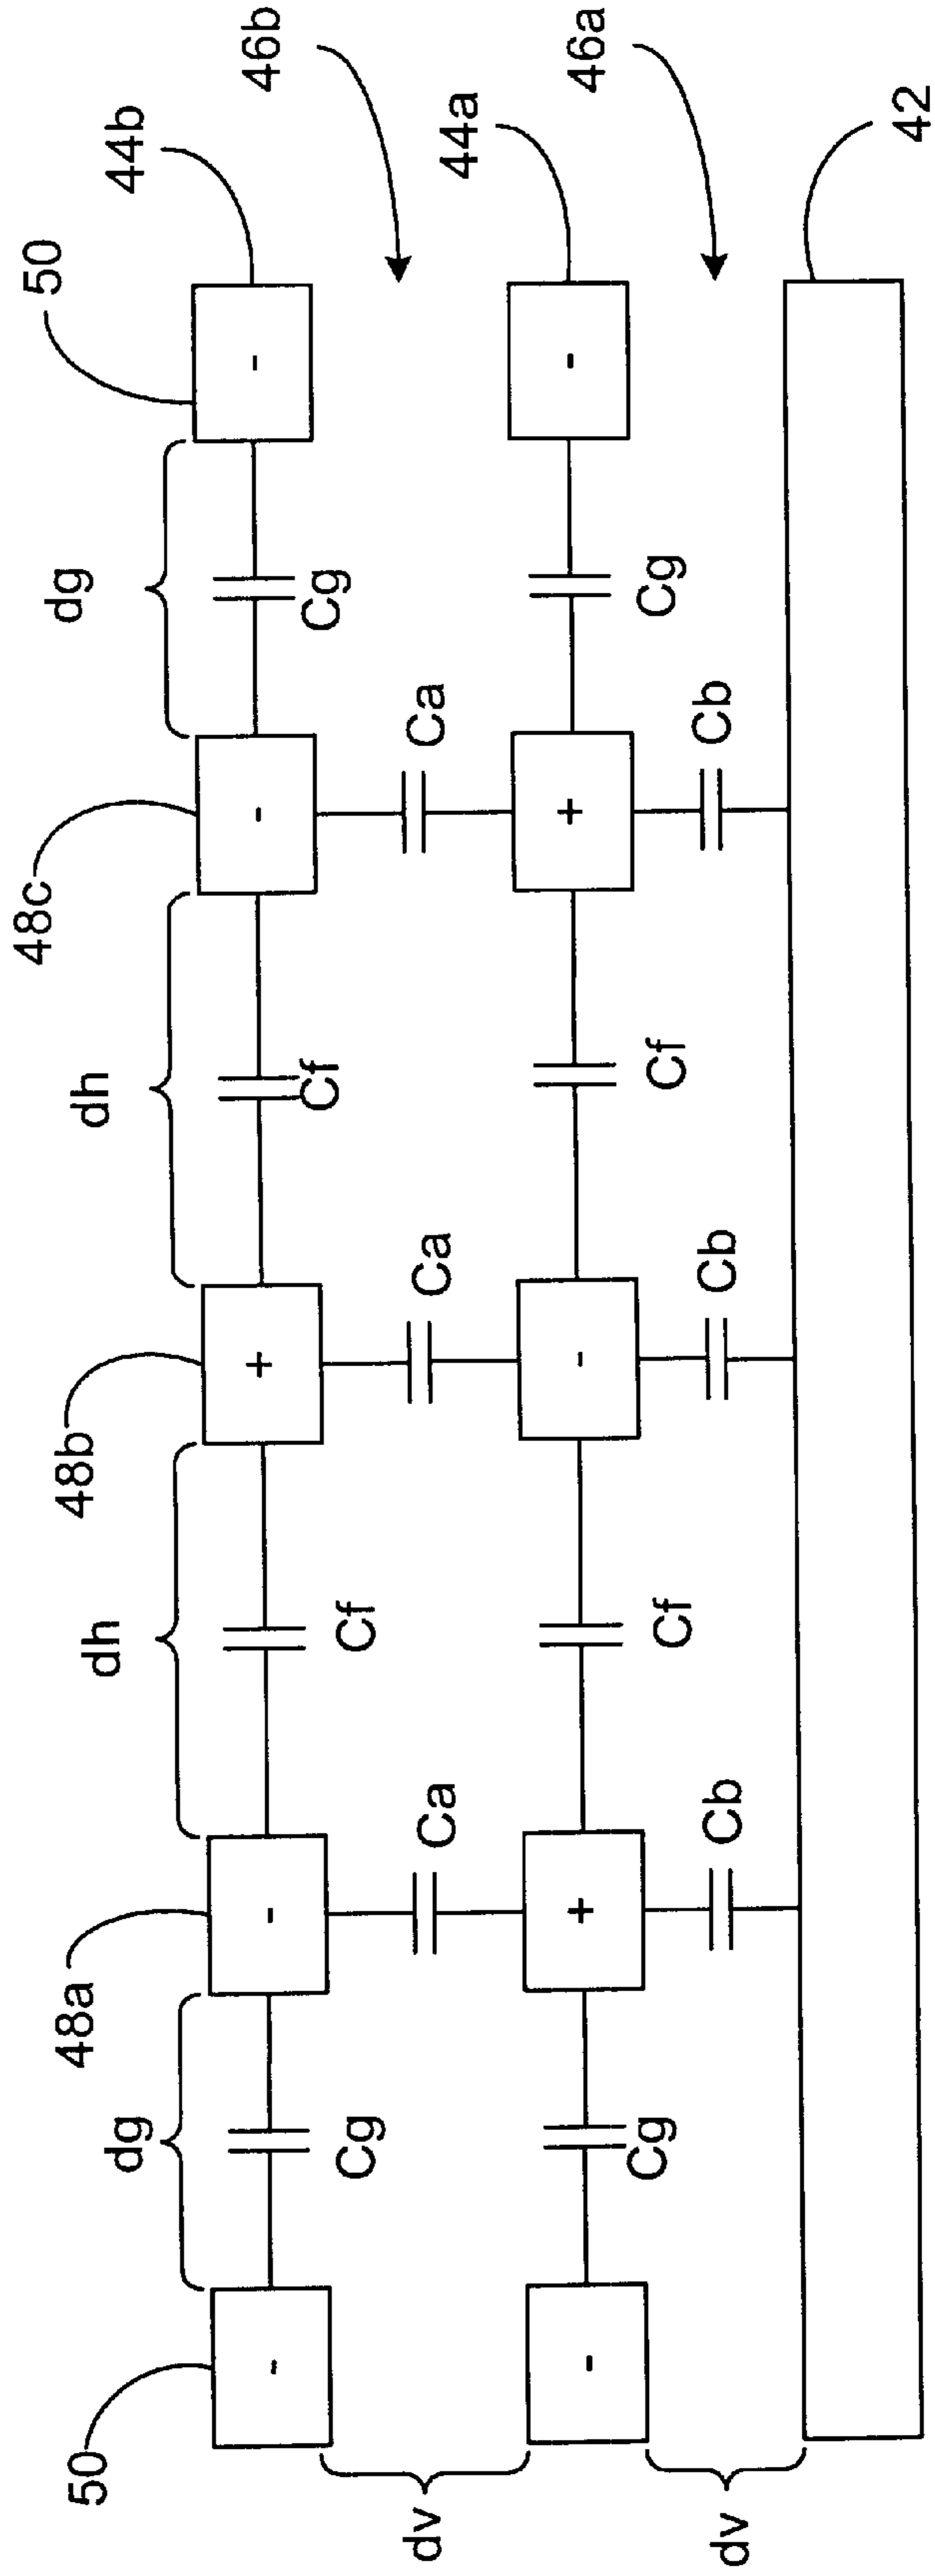 50 48a 48b 48c 50 44b
dg dh dh dg 46b
- - + - -
Cg Cf Cf Cg
dv Ca Ca Ca
44a
- + - + -
Cg Cf Cf Cg
46a
dv Cb Cb Cb
42